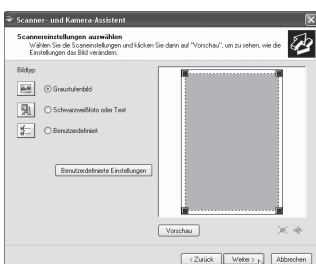 Scanner- und Kamera-Assistent
Scannereinstellungen auswählen
Wählen Sie die Scaneinstellungen und klicken Sie dann auf "Vorschau", um zu sehen, wie die
Einstellungen das Bild verändern.
Bildtyp:
Graustufenbild
Schwarzweißfoto oder Text
Benutzerdefiniert
Benutzerdefinierte Einstellungen
Vorschau
< Zurück Weiter > Abbrechen